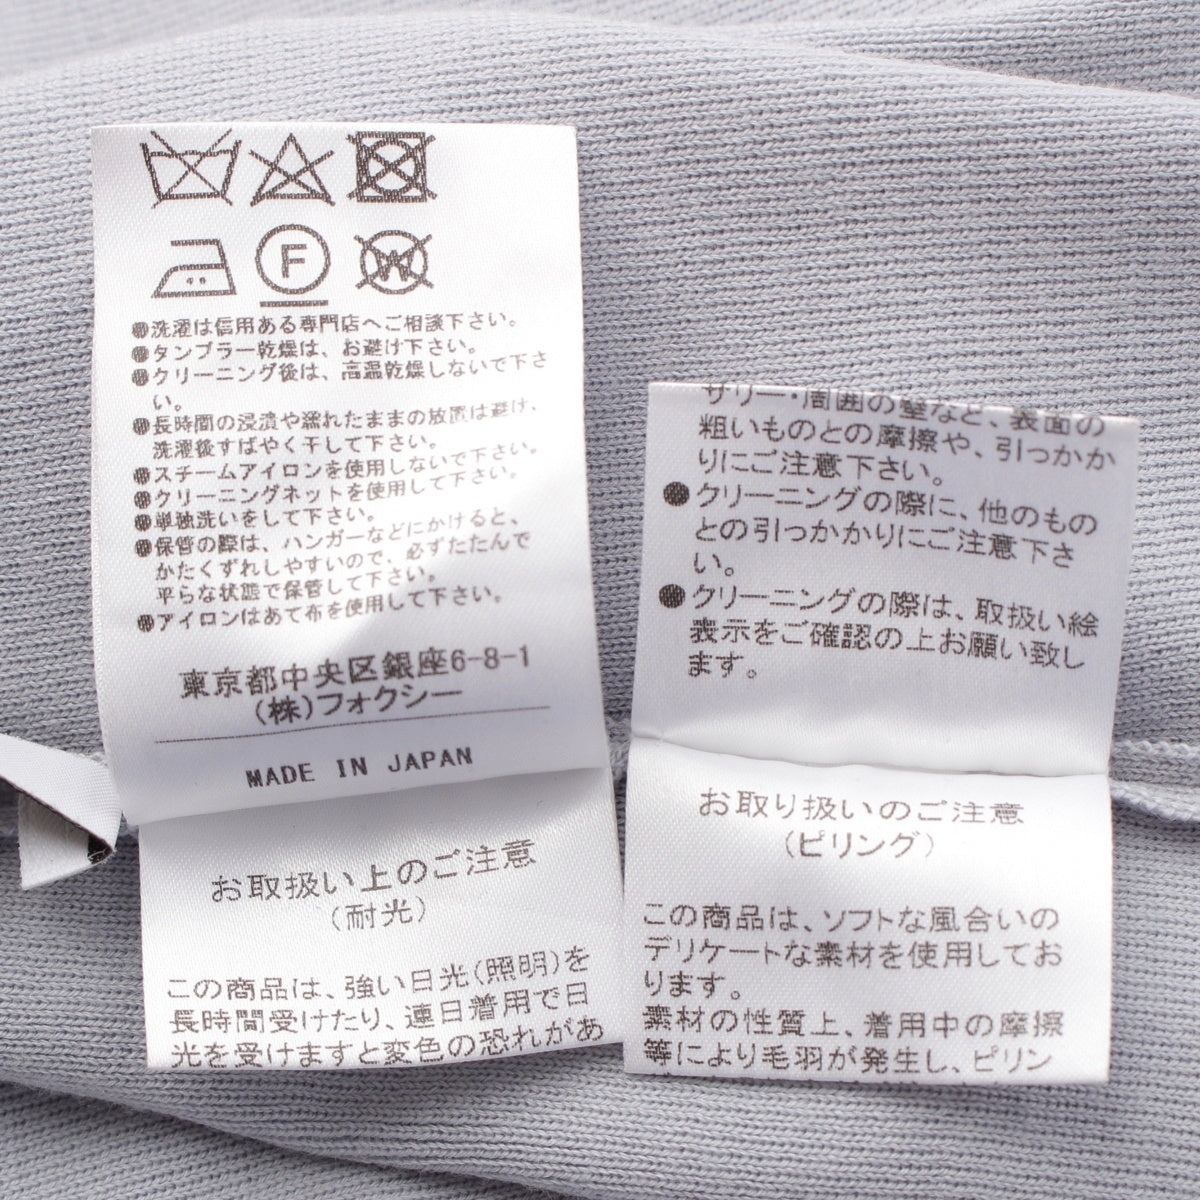 F
W
●洗濯は信用ある専門店へご相談下さい。
●タンブラー乾燥は、お避け下さい。
●クリーニング後は、高温乾燥しないで下さ
い。
●長時間の浸漬や濡れたままの放置は避け、
洗濯後すばやく干して下さい。
●スチームアイロンを使用しないで下さい。
●クリーニングネットを使用して下さい。
●単独洗いをして下さい。
●保管の際は、ハンガーなどにかけると、
かたくずれしやすいので、必ずたたんで
平らな状態で保管して下さい。
●アイロンはあて布を使用して下さい。
東京都中央区銀座6-8-1
(株)フォクシー
MADE IN JAPAN
お取扱い上のご注意
(耐光)
この商品は、強い日光(照明)を
長時間受けたり、連日着用で日
光を受けますと変色の恐れがあ
サリー・周囲の壁など、表面の
粗いものとの摩擦や、引っかか
りにご注意下さい。
●クリーニングの際に、他のもの
との引っかかりにご注意下さ
い。
●クリーニングの際は、取扱い絵
表示をご確認の上お願い致し
ます。
お取り扱いのご注意
(ピリング)
この商品は、ソフトな風合いの
デリケートな素材を使用してお
ります。
素材の性質上、着用中の摩擦
等により毛羽が発生し、ピリン